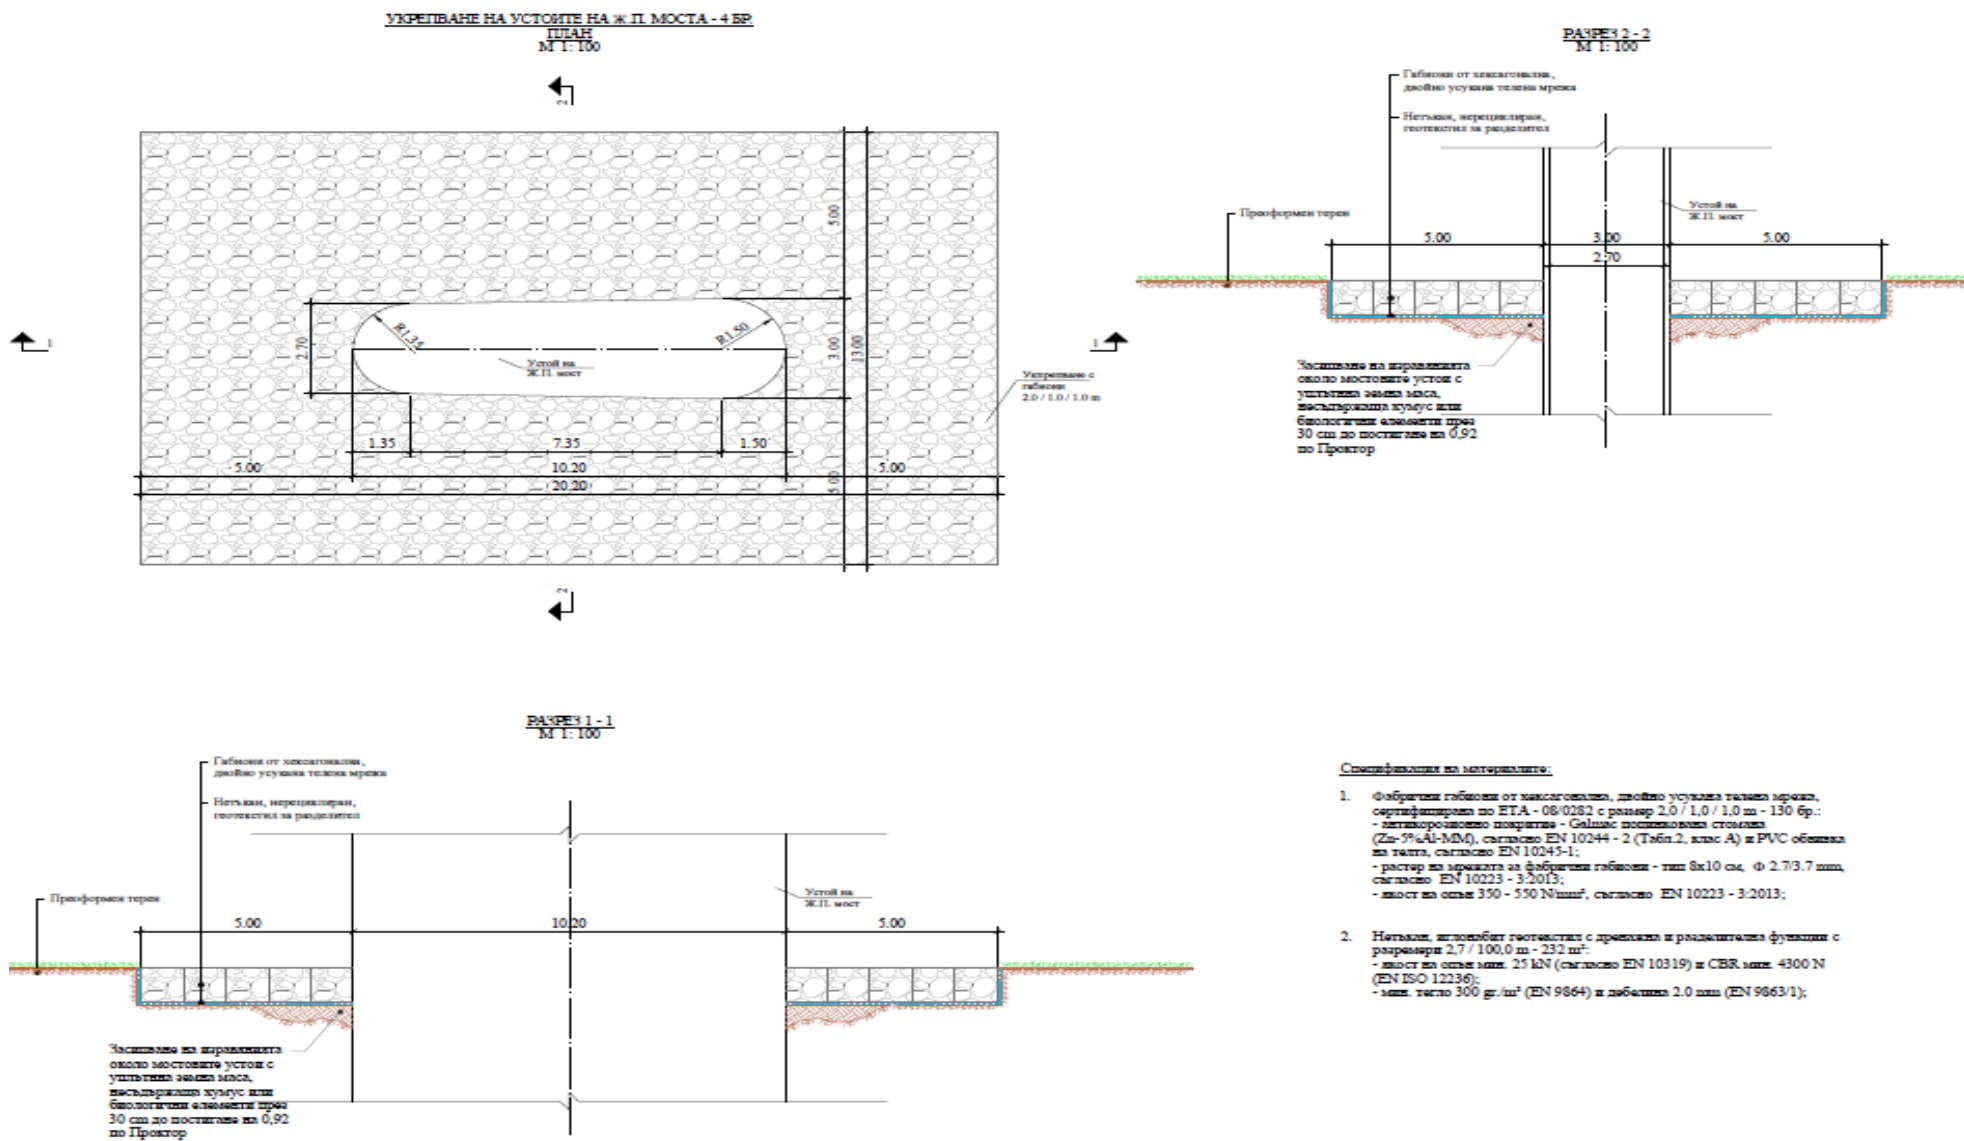 УКРЕПВАНЕ НА УСТОИТЕ НА Ж.П. МОСТА - 4 БР.
ПЛАН
М 1: 100
2
5.00
3.00
13.00
5.00
2.70
R1.35
R1.50
Устой на
Ж.П. мост
1
1
Укрепване с
габиони
2.0 / 1.0 / 1.0 m
1.35
7.35
1.50
5.00
10.20
5.00
20.20
2
РАЗРЕЗ 2 - 2
М 1: 100
Габиони от хексагонална,
двойно усукана телена мрежа
Нетъкан, нерециклиран,
геотекстил за разделител
Преоформен терен
Устой на
Ж.П. мост
5.00
3.00
5.00
2.70
Засипване на израванията
около мостовите устои с
уплътнена земна маса,
несъдържаща хумус или
биологични елементи през
30 cm до постигане на 0,92
по Проктор
РАЗРЕЗ 1 - 1
М 1: 100
Габиони от хексагонална,
двойно усукана телена мрежа
Нетъкан, нерециклиран,
геотекстил за разделител
Преоформен терен
Устой на
Ж.П. мост
5.00
10.20
5.00
Засипване на израванията
около мостовите устои с
уплътнена земна маса,
несъдържаща хумус или
биологични елементи през
30 cm до постигане на 0,92
по Проктор
Спецификация на материалите:
1. Фабрични габиони от хексагонална, двойно усукана телена мрежа,
сертифицирана по ЕТА - 08/0282 с размер 2,0 / 1,0 / 1,0 m - 130 бр.:
- антикорозионно покритие - Galmac поцинкована стомана
(Zn-5%Al-MM), съгласно EN 10244 - 2 (Табл.2, клас А) и PVC обвивка
на телта, съгласно EN 10245-1;
- растер на мрежата за фабрични габиони - тип 8x10 см, Ф 2.7/3.7 mm,
съгласно EN 10223 - 3:2013;
- якост на опън 350 - 550 N/mm², съгласно EN 10223 - 3:2013;
2. Нетъкан, иглонабит геотекстил с дренажна и разделителна функции с
размери 2,7 / 100,0 m - 232 m²:
- якост на опън мин. 25 kN (съгласно EN 10319) и CBR мин. 4300 N
(EN ISO 12236);
- мин. тегло 300 gr./m² (EN 9864) и дебелина 2.0 mm (EN 9863/1);